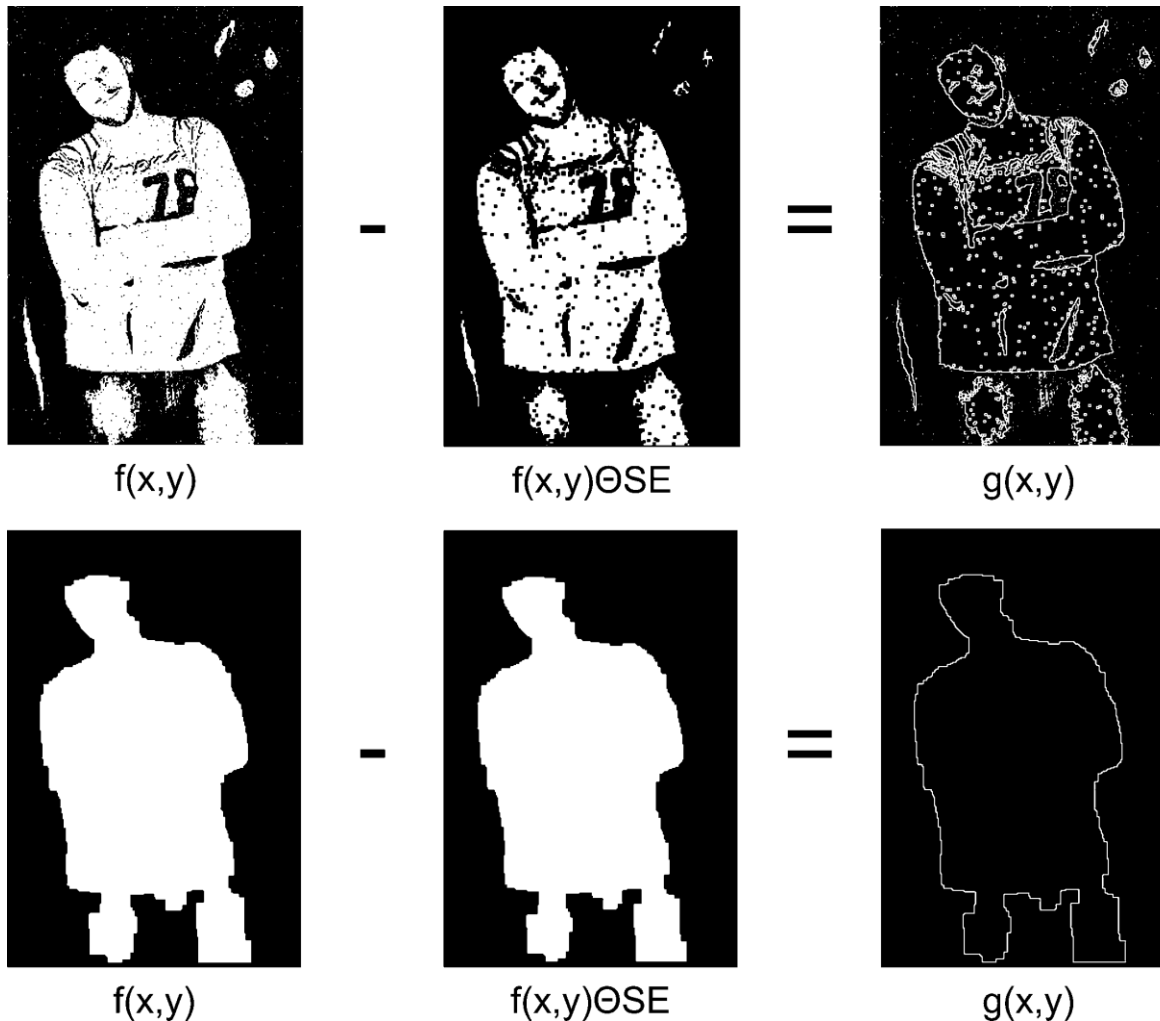 - =
f(x,y) f(x,y)ΘSE g(x,y)
- =
f(x,y) f(x,y)ΘSE g(x,y)